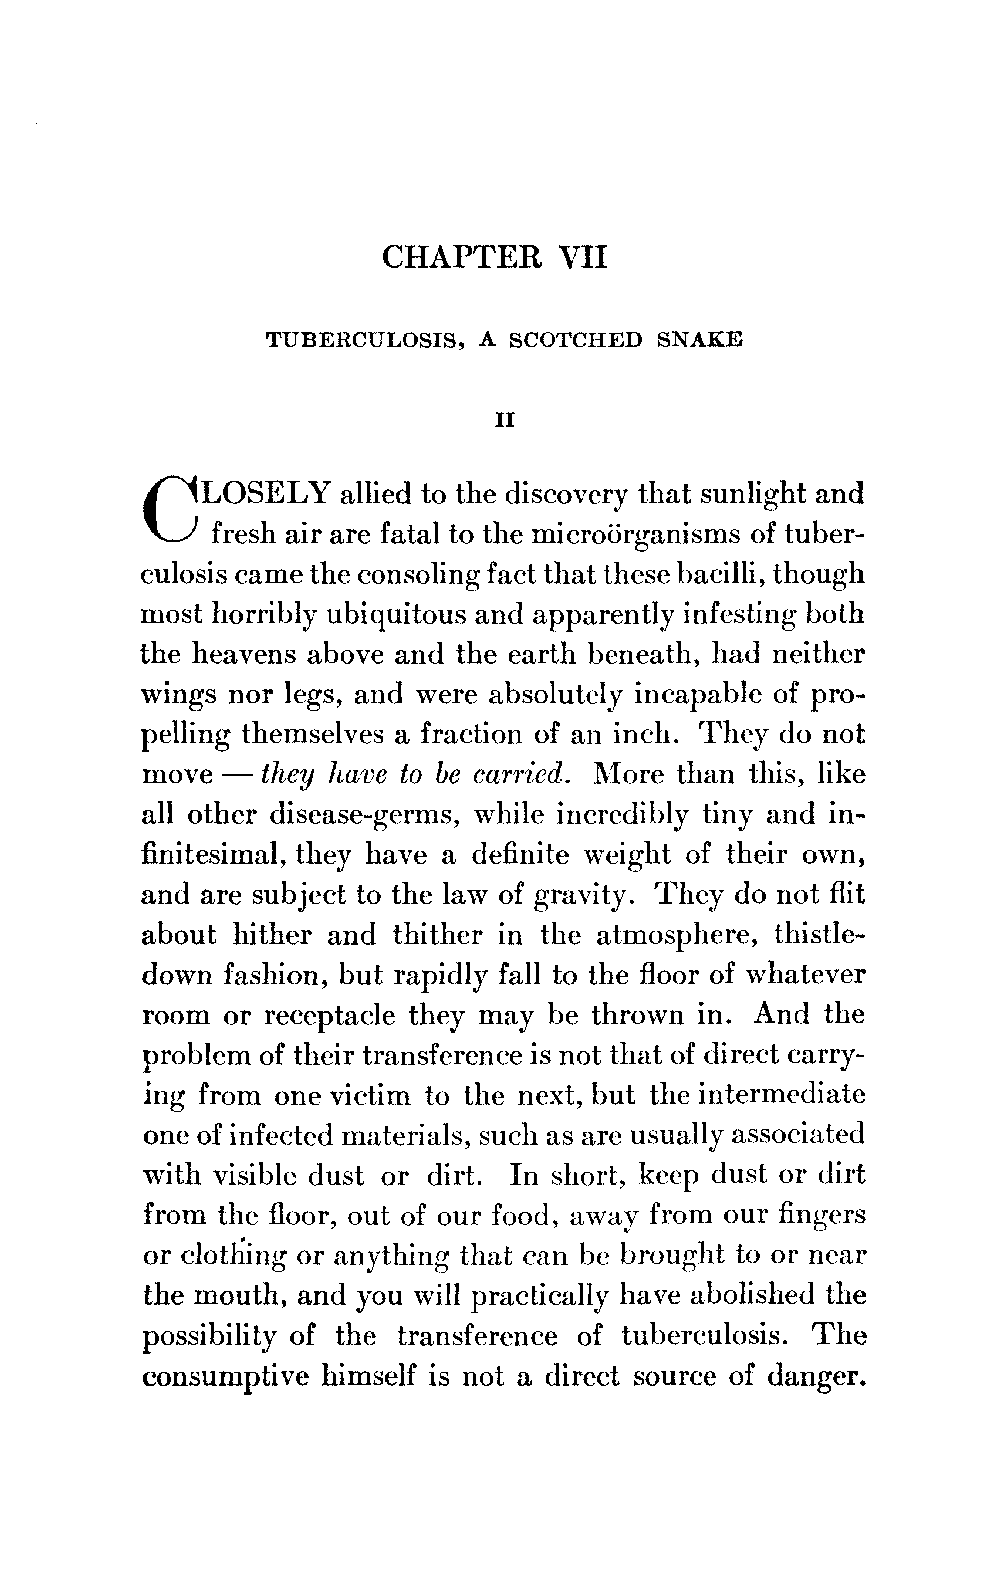 CHAPTER VII
TUBERCULOSIS, A SCOTCHED SNAKE
II
CLOSELY allied to the discovery that sunlight and
fresh air are fatal to the microörganisms of tuber-
culosis came the consoling fact that these bacilli, though
most horribly ubiquitous and apparently infesting both
the heavens above and the earth beneath, had neither
wings nor legs, and were absolutely incapable of pro-
pelling themselves a fraction of an inch. They do not
move — they have to be carried. More than this, like
all other disease-germs, while incredibly tiny and in-
finitesimal, they have a definite weight of their own,
and are subject to the law of gravity. They do not flit
about hither and thither in the atmosphere, thistle-
down fashion, but rapidly fall to the floor of whatever
room or receptacle they may be thrown in. And the
problem of their transference is not that of direct carry-
ing from one victim to the next, but the intermediate
one of infected materials, such as are usually associated
with visible dust or dirt. In short, keep dust or dirt
from the floor, out of our food, away from our fingers
or clothing or anything that can be brought to or near
the mouth, and you will practically have abolished the
possibility of the transference of tuberculosis. The
consumptive himself is not a direct source of danger.